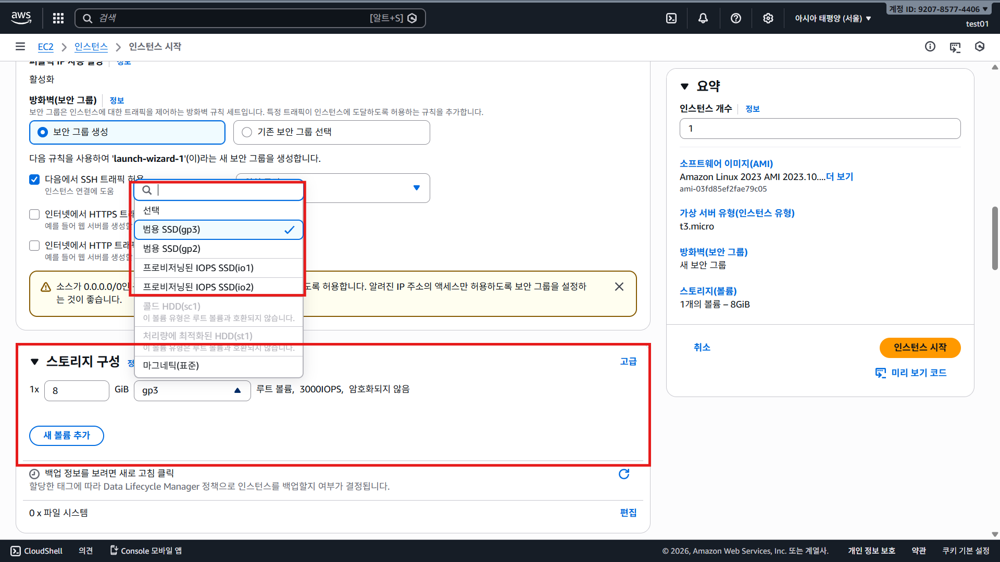 aws
검색
[알트+S]
아시아 태평양 (서울) ▼
계정 ID: 9207-8577-4406 ▼
test01
EC2 > 인스턴스 > 인스턴스 시작
퍼블릭 IP 자동 할당 | 정보
활성화
방화벽(보안 그룹) | 정보
보안 그룹은 인스턴스에 대한 트래픽을 제어하는 방화벽 규칙 세트입니다. 특정 트래픽이 인스턴스에 도달하도록 허용하는 규칙을 추가합니다.
보안 그룹 생성
기존 보안 그룹 선택
다음 규칙을 사용하여 'launch-wizard-1'(이)라는 새 보안 그룹을 생성합니다.
다음에서 SSH 트래픽 허용
인스턴스 연결에 도움
인터넷에서 HTTPS 트래
예를 들어 웹 서버를 생성할
인터넷에서 HTTP 트래픽
예를 들어 웹 서버를 생성할
선택
범용 SSD(gp3)
범용 SSD(gp2)
프로비저닝된 IOPS SSD(io1)
프로비저닝된 IOPS SSD(io2)
콜드 HDD(sc1)
이 볼륨 유형은 루트 볼륨과 호환되지 않습니다.
처리량에 최적화된 HDD(st1)
이 볼륨 유형은 루트 볼륨과 호환되지 않습니다.
마그네틱(표준)
소스가 0.0.0.0/0인 도록 허용합니다. 알려진 IP 주소의 액세스만 허용하도록 보안 그룹을 설정하
는 것이 좋습니다.
▼ 스토리지 구성
고급
1x 8 GiB gp3 루트 볼륨, 3000IOPS, 암호화되지 않음
새 볼륨 추가
백업 정보를 보려면 새로 고침 클릭
할당한 태그에 따라 Data Lifecycle Manager 정책으로 인스턴스를 백업할지 여부가 결정됩니다.
0 x 파일 시스템
편집
▼ 요약
인스턴스 개수 | 정보
1
소프트웨어 이미지(AMI)
Amazon Linux 2023 AMI 2023.10....더 보기
ami-03fd85ef2fae79c05
가상 서버 유형(인스턴스 유형)
t3.micro
방화벽(보안 그룹)
새 보안 그룹
스토리지(볼륨)
1개의 볼륨 – 8GiB
취소
인스턴스 시작
미리 보기 코드
CloudShell 의견 Console 모바일 앱
© 2026, Amazon Web Services, Inc. 또는 계열사. 개인 정보 보호 약관 쿠키 기본 설정